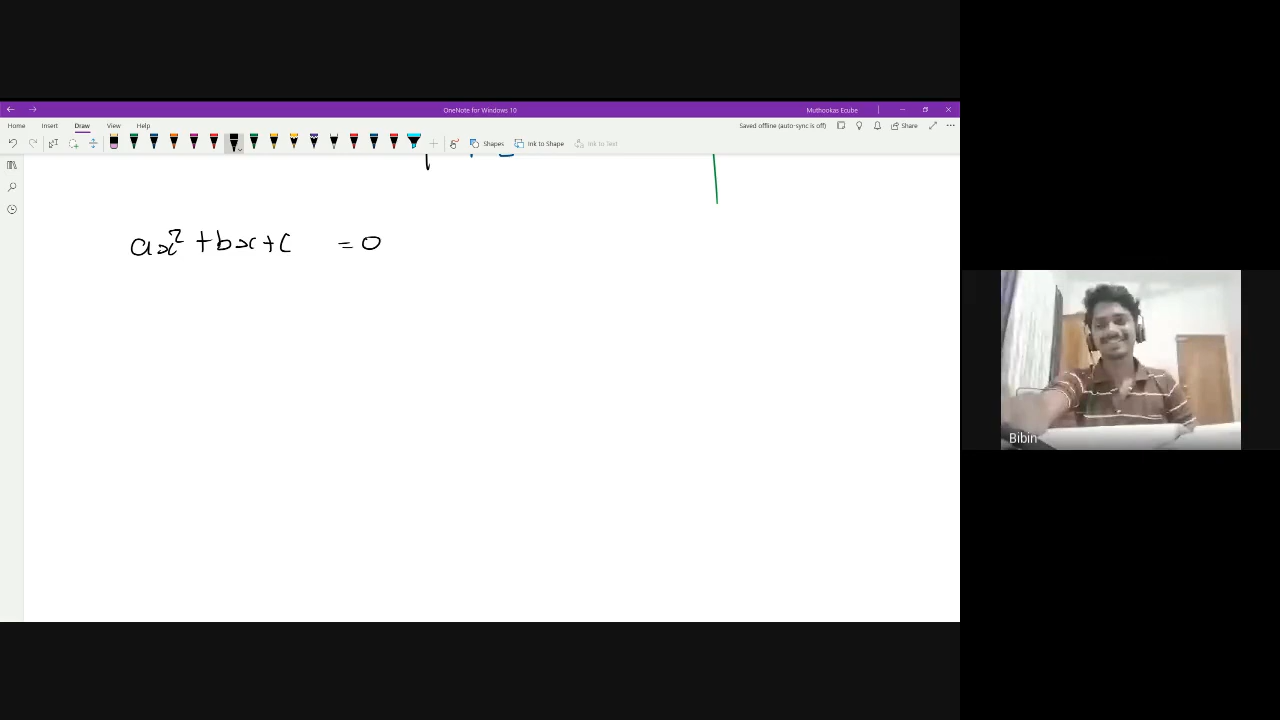 OneNote for Windows 10
Muthookas Ecube
Home Insert Draw View Help
Saved offline (auto-sync is off) Share
Shapes Ink to Shape Ink to Text
ax² + bx + c = 0
Bibin